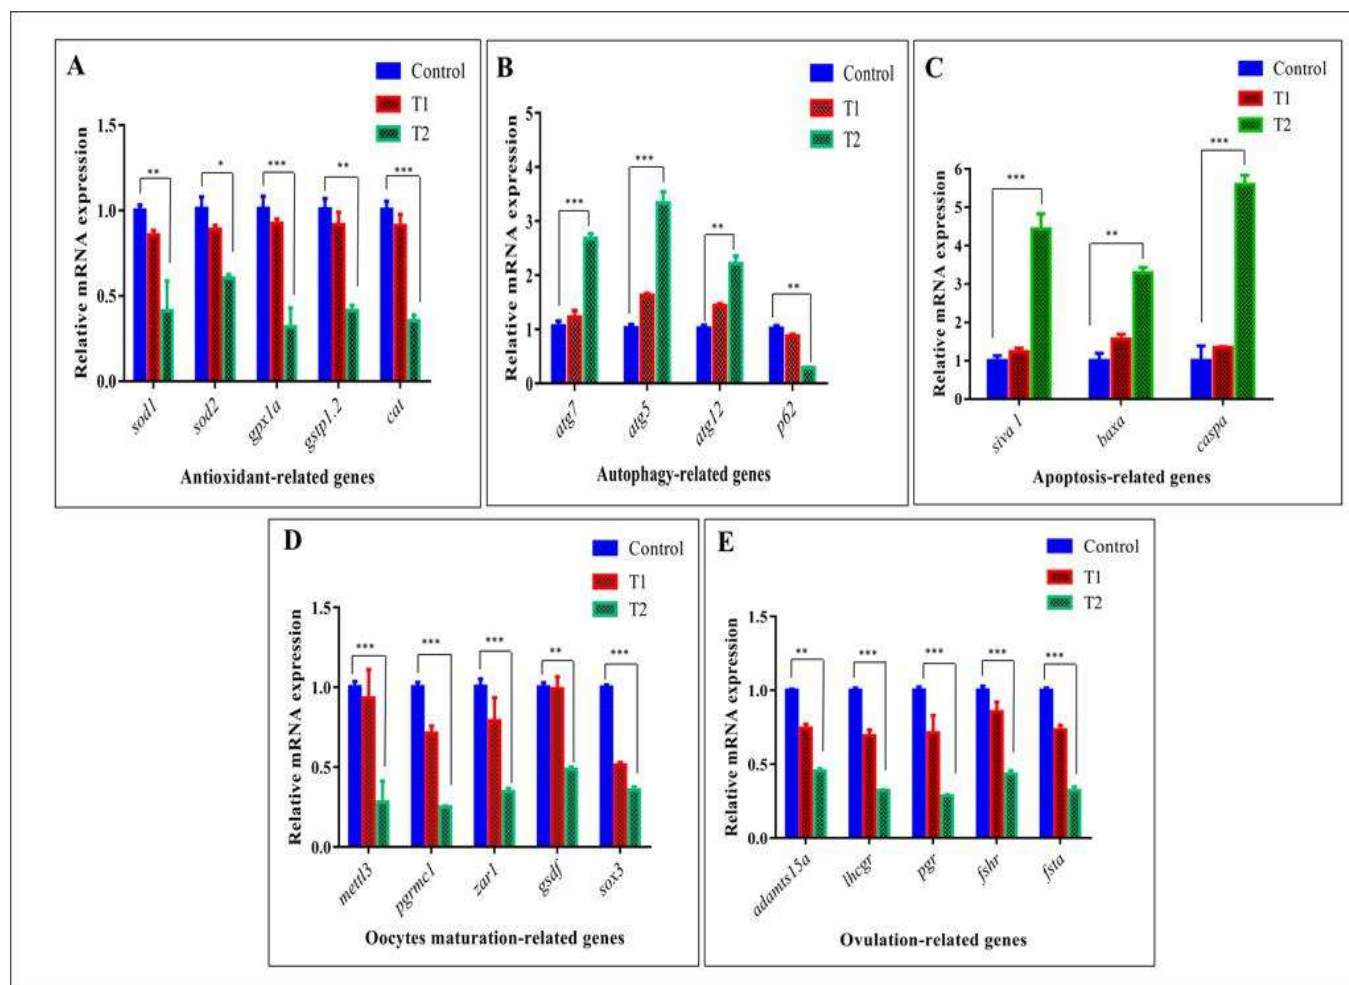 A
Control
T1
T2
Relative mRNA expression
1.5
1.0
0.5
0.0
**
*
***
**
***
sod1
sod2
gpx1a
gstp1.2
cat
Antioxidant-related genes
B
Control
T1
T2
Relative mRNA expression
5
4
3
2
1
0
***
***
**
**
atg7
atg5
atg12
p62
Autophagy-related genes
C
Control
T1
T2
Relative mRNA expression
6
5
4
3
2
1
0
***
**
***
siva 1
baxa
caspa
Apoptosis-related genes
D
Control
T1
T2
Relative mRNA expression
1.5
1.0
0.5
0.0
***
***
***
**
***
mettl3
pgrmc1
zar1
gsdf
sox3
Oocytes maturation-related genes
E
Control
T1
T2
Relative mRNA expression
1.5
1.0
0.5
0.0
**
***
***
***
***
adamts15a
lhcgr
pgr
fshr
fsta
Ovulation-related genes